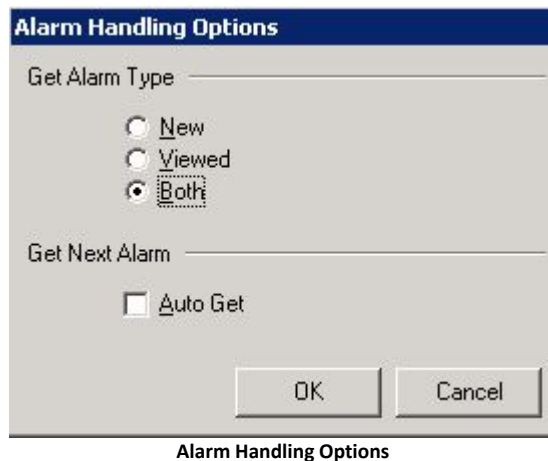 Alarm Handling Options
Get Alarm Type
New
Viewed
Both
Get Next Alarm
Auto Get
OK
Cancel
Alarm Handling Options